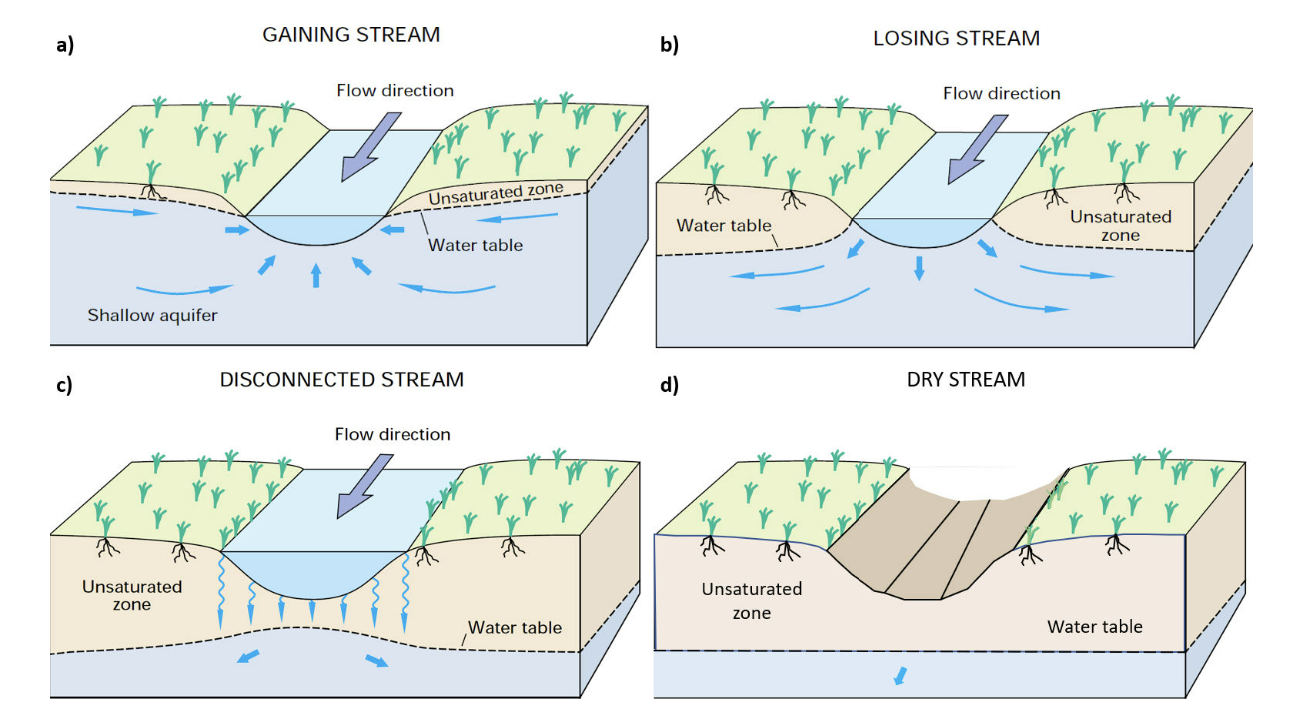 a)
GAINING STREAM
Flow direction
Unsaturated zone
Water table
Shallow aquifer
b)
LOSING STREAM
Flow direction
Water table
Unsaturated
zone
c)
DISCONNECTED STREAM
Flow direction
Unsaturated
zone
Water table
d)
DRY STREAM
Unsaturated
zone
Water table